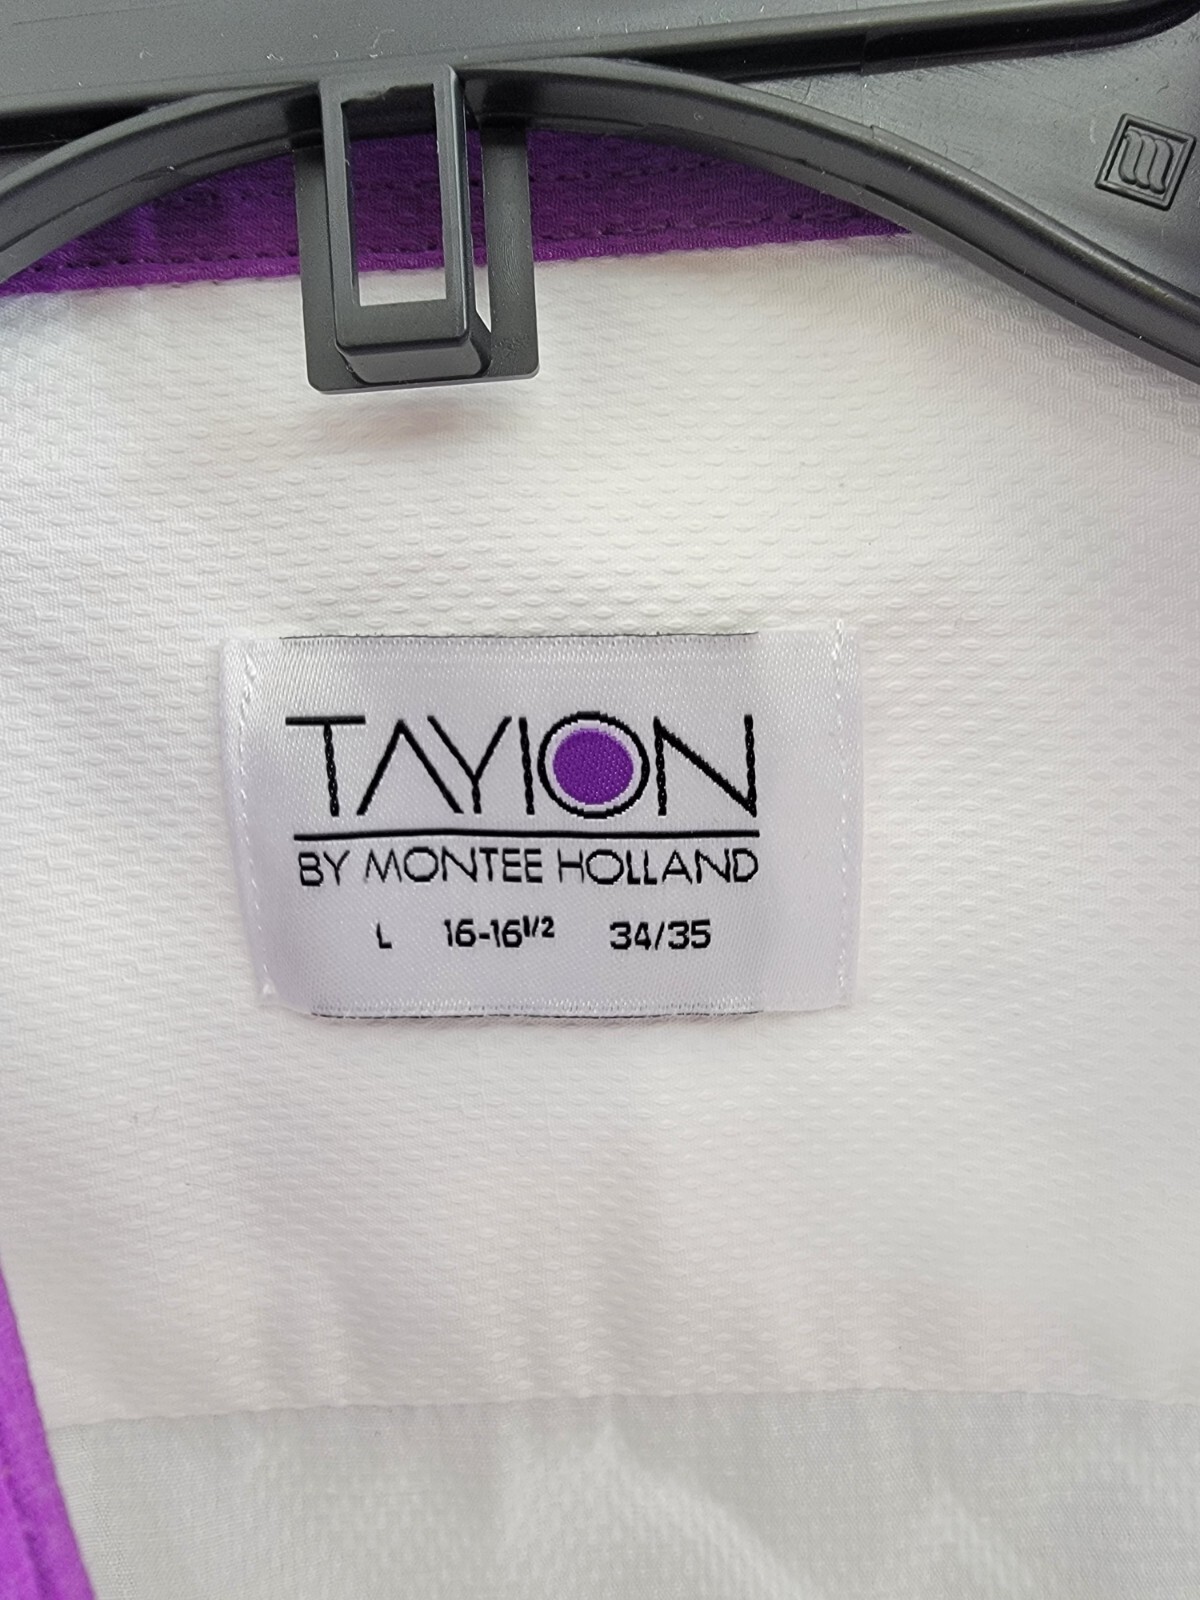 TAYION
BY MONTEE HOLLAND
L 16-16 1/2 34/35